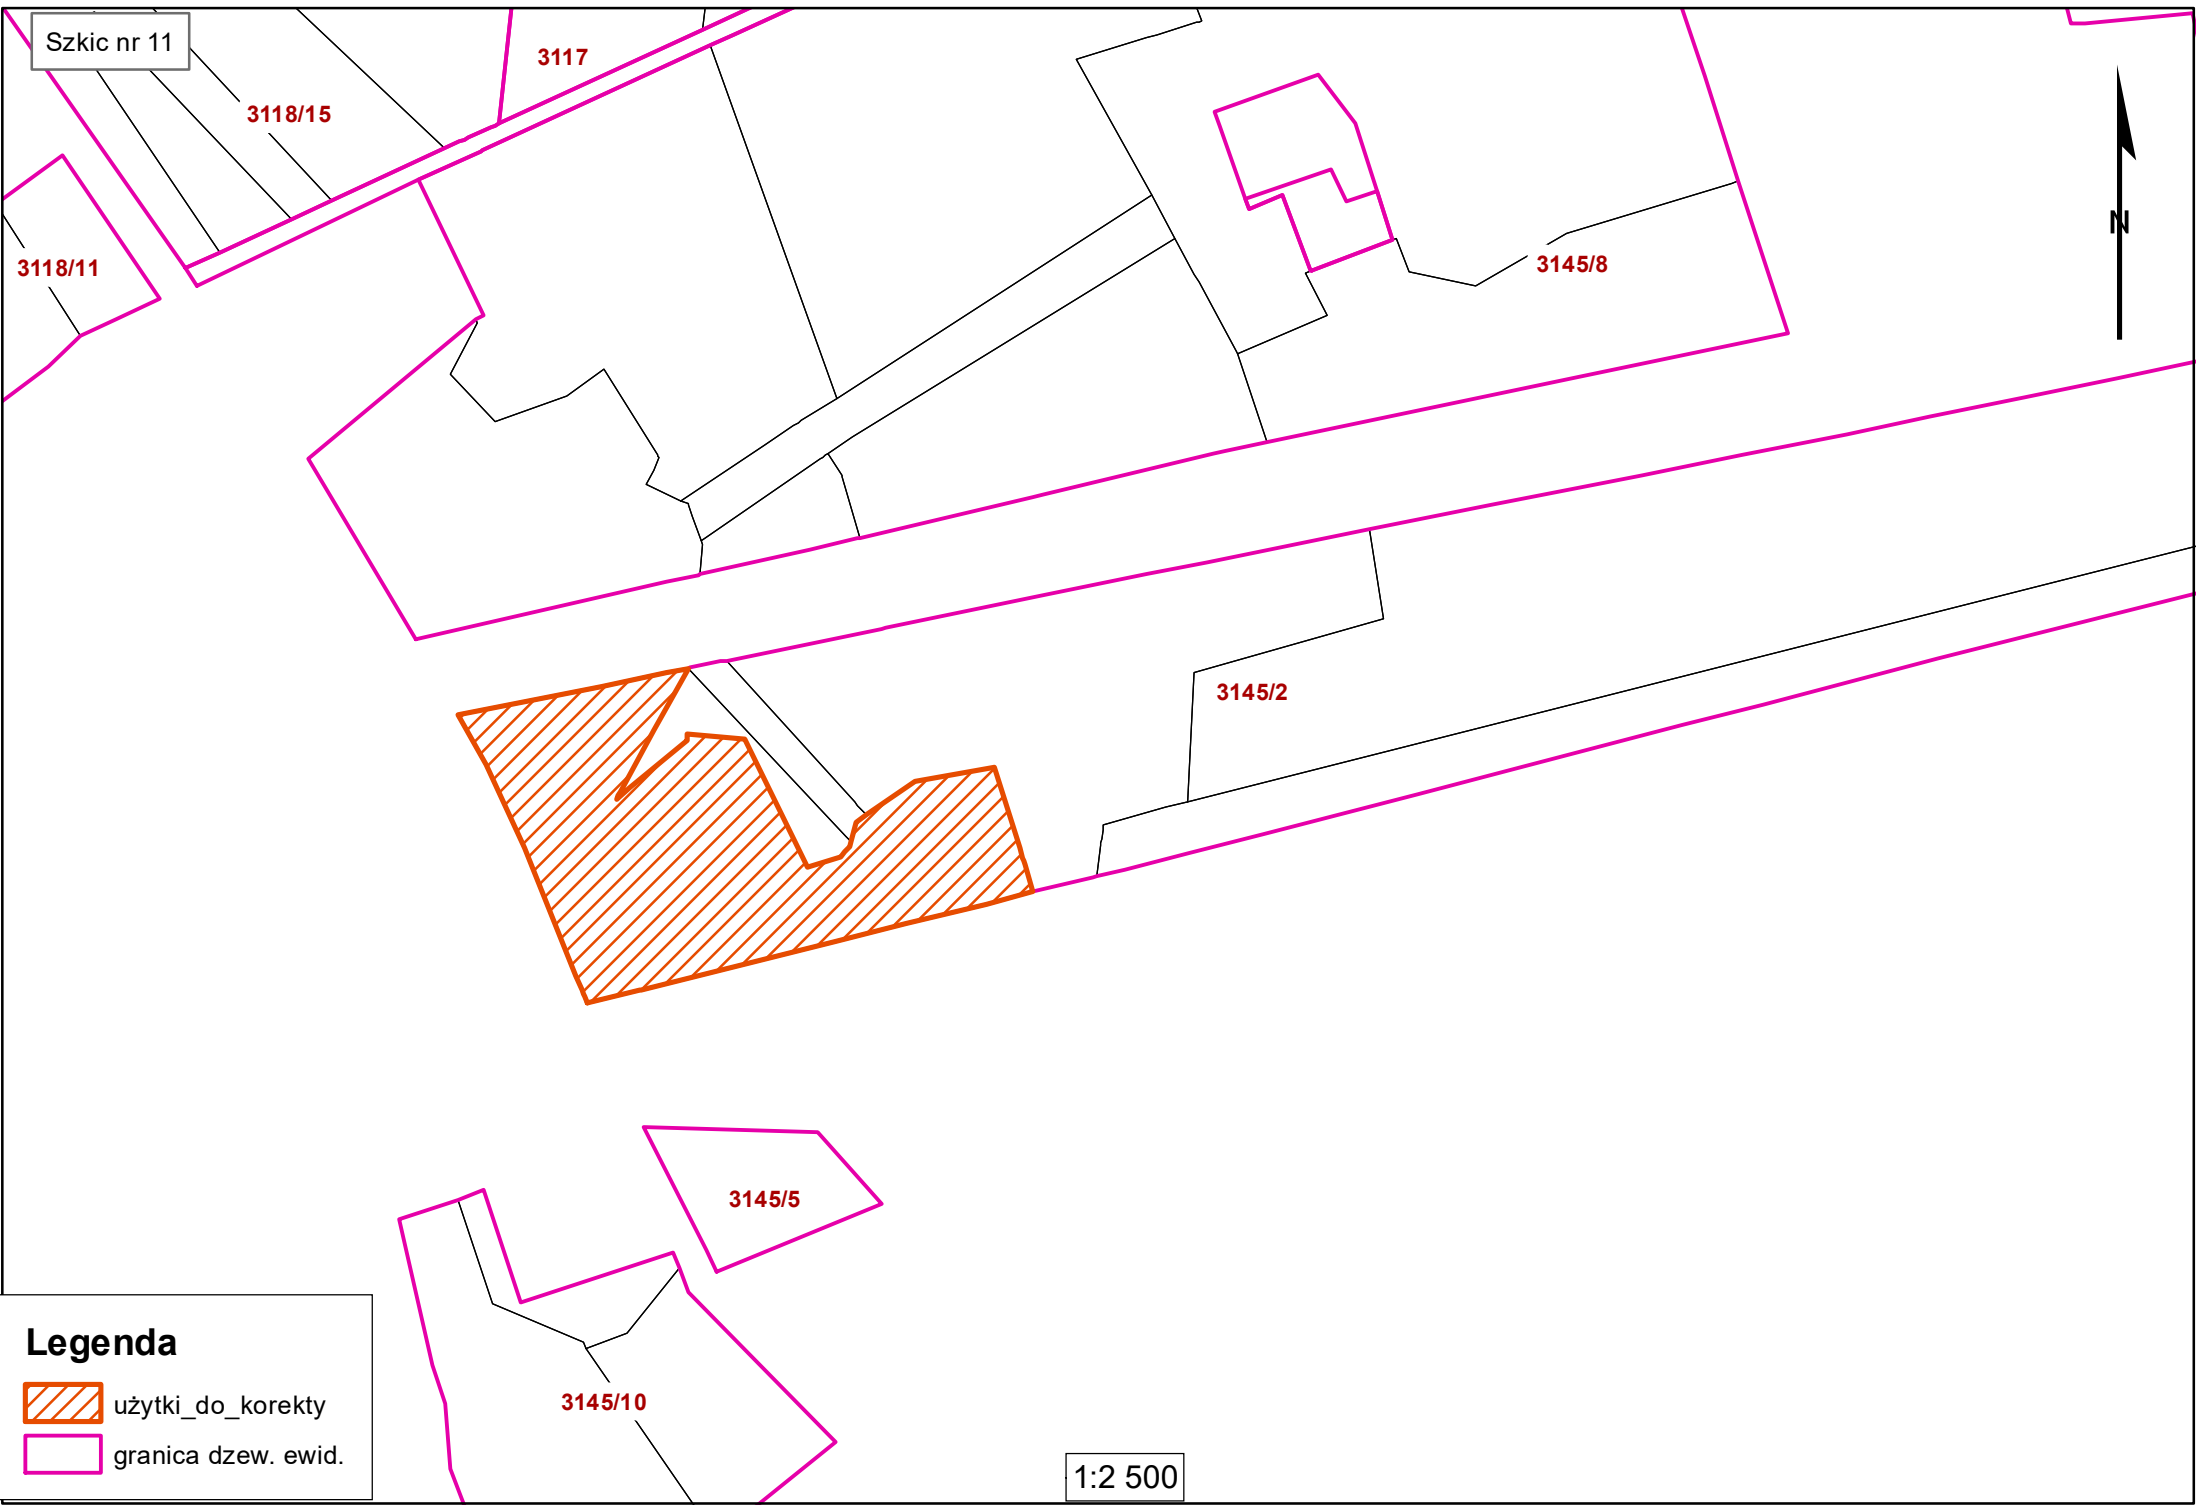 Szkic nr 11
3117
3118/15
3118/11
3145/8
N
3145/2
3145/5
3145/10
Legenda
użytki_do_korekty
granica dzew. ewid.
1:2 500